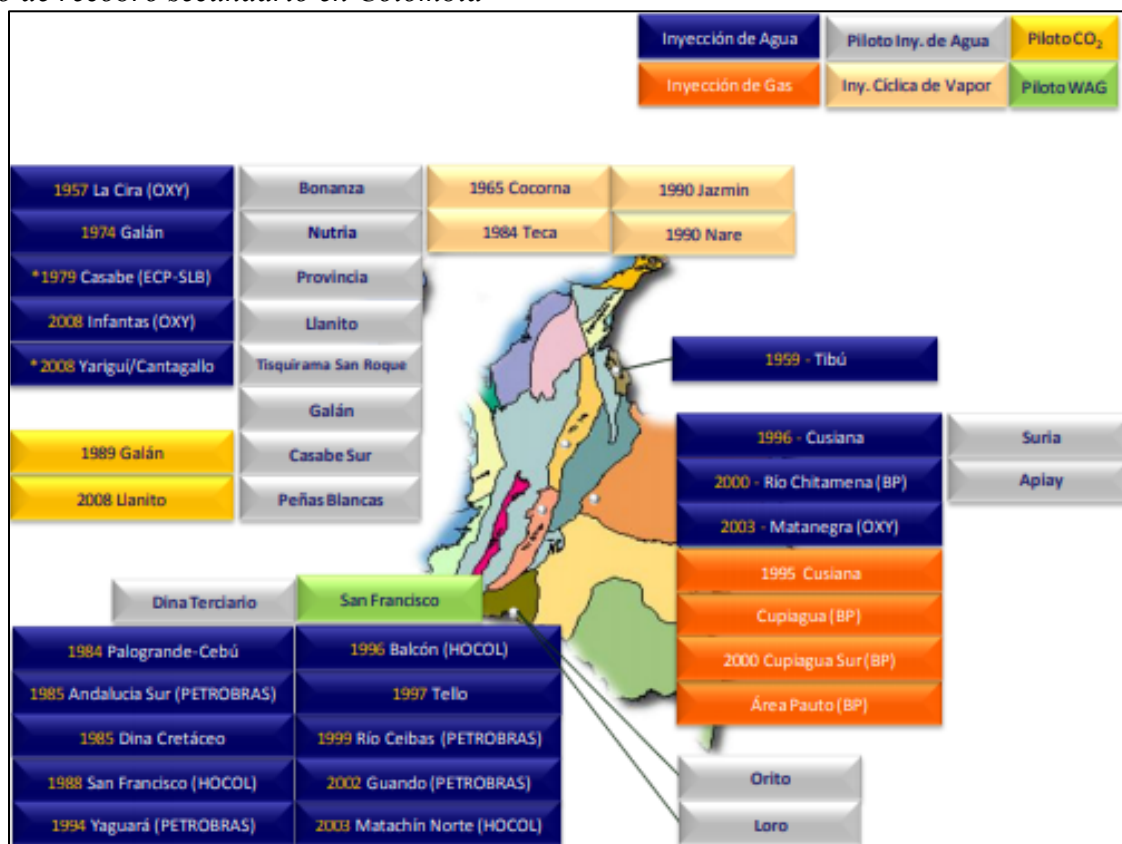 o de recobro secundario en Colombia
Inyección de Agua
Piloto Iny. de Agua
Piloto CO₂
Inyección de Gas
Iny. Cíclica de Vapor
Piloto WAG
1957 La Cira (OXY)
1974 Galán
*1979 Casabe (ECP-SLB)
2008 Infantas (OXY)
*2008 Yariguí/Cantagallo
1989 Galán
2008 Llanito
Bonanza
Nutria
Provincia
Llanito
Tisquirama San Roque
Galán
Casabe Sur
Peñas Blancas
1965 Cocorna
1990 Jazmin
1984 Teca
1990 Nare
1959 - Tibú
1996 - Cusiana
2000 - Río Chitamena (BP)
2003 - Matanegra (OXY)
1995 Cusiana
Cupiagua (BP)
2000 Cupiagua Sur (BP)
Área Pauto (BP)
Suria
Apiay
Dina Terciario
San Francisco
1984 Palogrande-Cebú
1985 Andalucia Sur (PETROBRAS)
1985 Dina Cretáceo
1988 San Francisco (HOCOL)
1994 Yaguará (PETROBRAS)
1996 Balcón (HOCOL)
1997 Tello
1999 Río Ceibas (PETROBRAS)
2002 Guando (PETROBRAS)
2003 Matachín Norte (HOCOL)
Orito
Loro